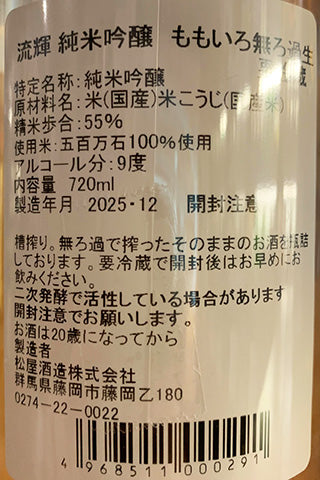 流輝 純米吟醸 ももいろ無ろ過生
要冷蔵
特定名称:純米吟醸
原材料名:米(国産)米こうじ(国産米)
精米歩合:55%
使用米:五百万石100%使用
アルコール分:9度
内容量 720ml
製造年月 2025・12 開封注意
槽搾り。無ろ過で搾ったそのままのお酒を瓶詰
しております。要冷蔵で開封後はお早めにお
飲みください。
二次発酵で活性している場合があります
開封注意でお願いします。
お酒は20歳になってから
製造者
松屋酒造株式会社
群馬県藤岡市藤岡乙180
0274-22-0022
4 968511 000291